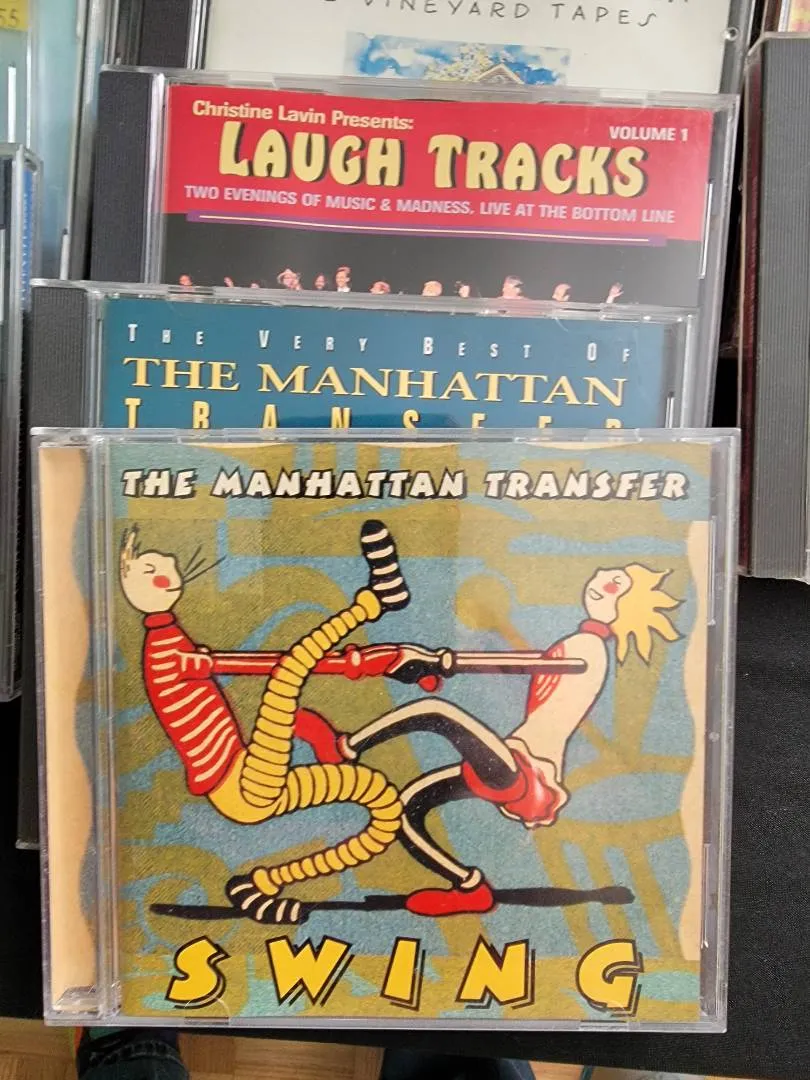 VINEYARD TAPES
Christine Lavin Presents:
VOLUME 1
LAUGH TRACKS
TWO EVENINGS OF MUSIC & MADNESS, LIVE AT THE BOTTOM LINE
THE VERY BEST OF
THE MANHATTAN
TRANSFER
THE MANHATTAN TRANSFER
SWING